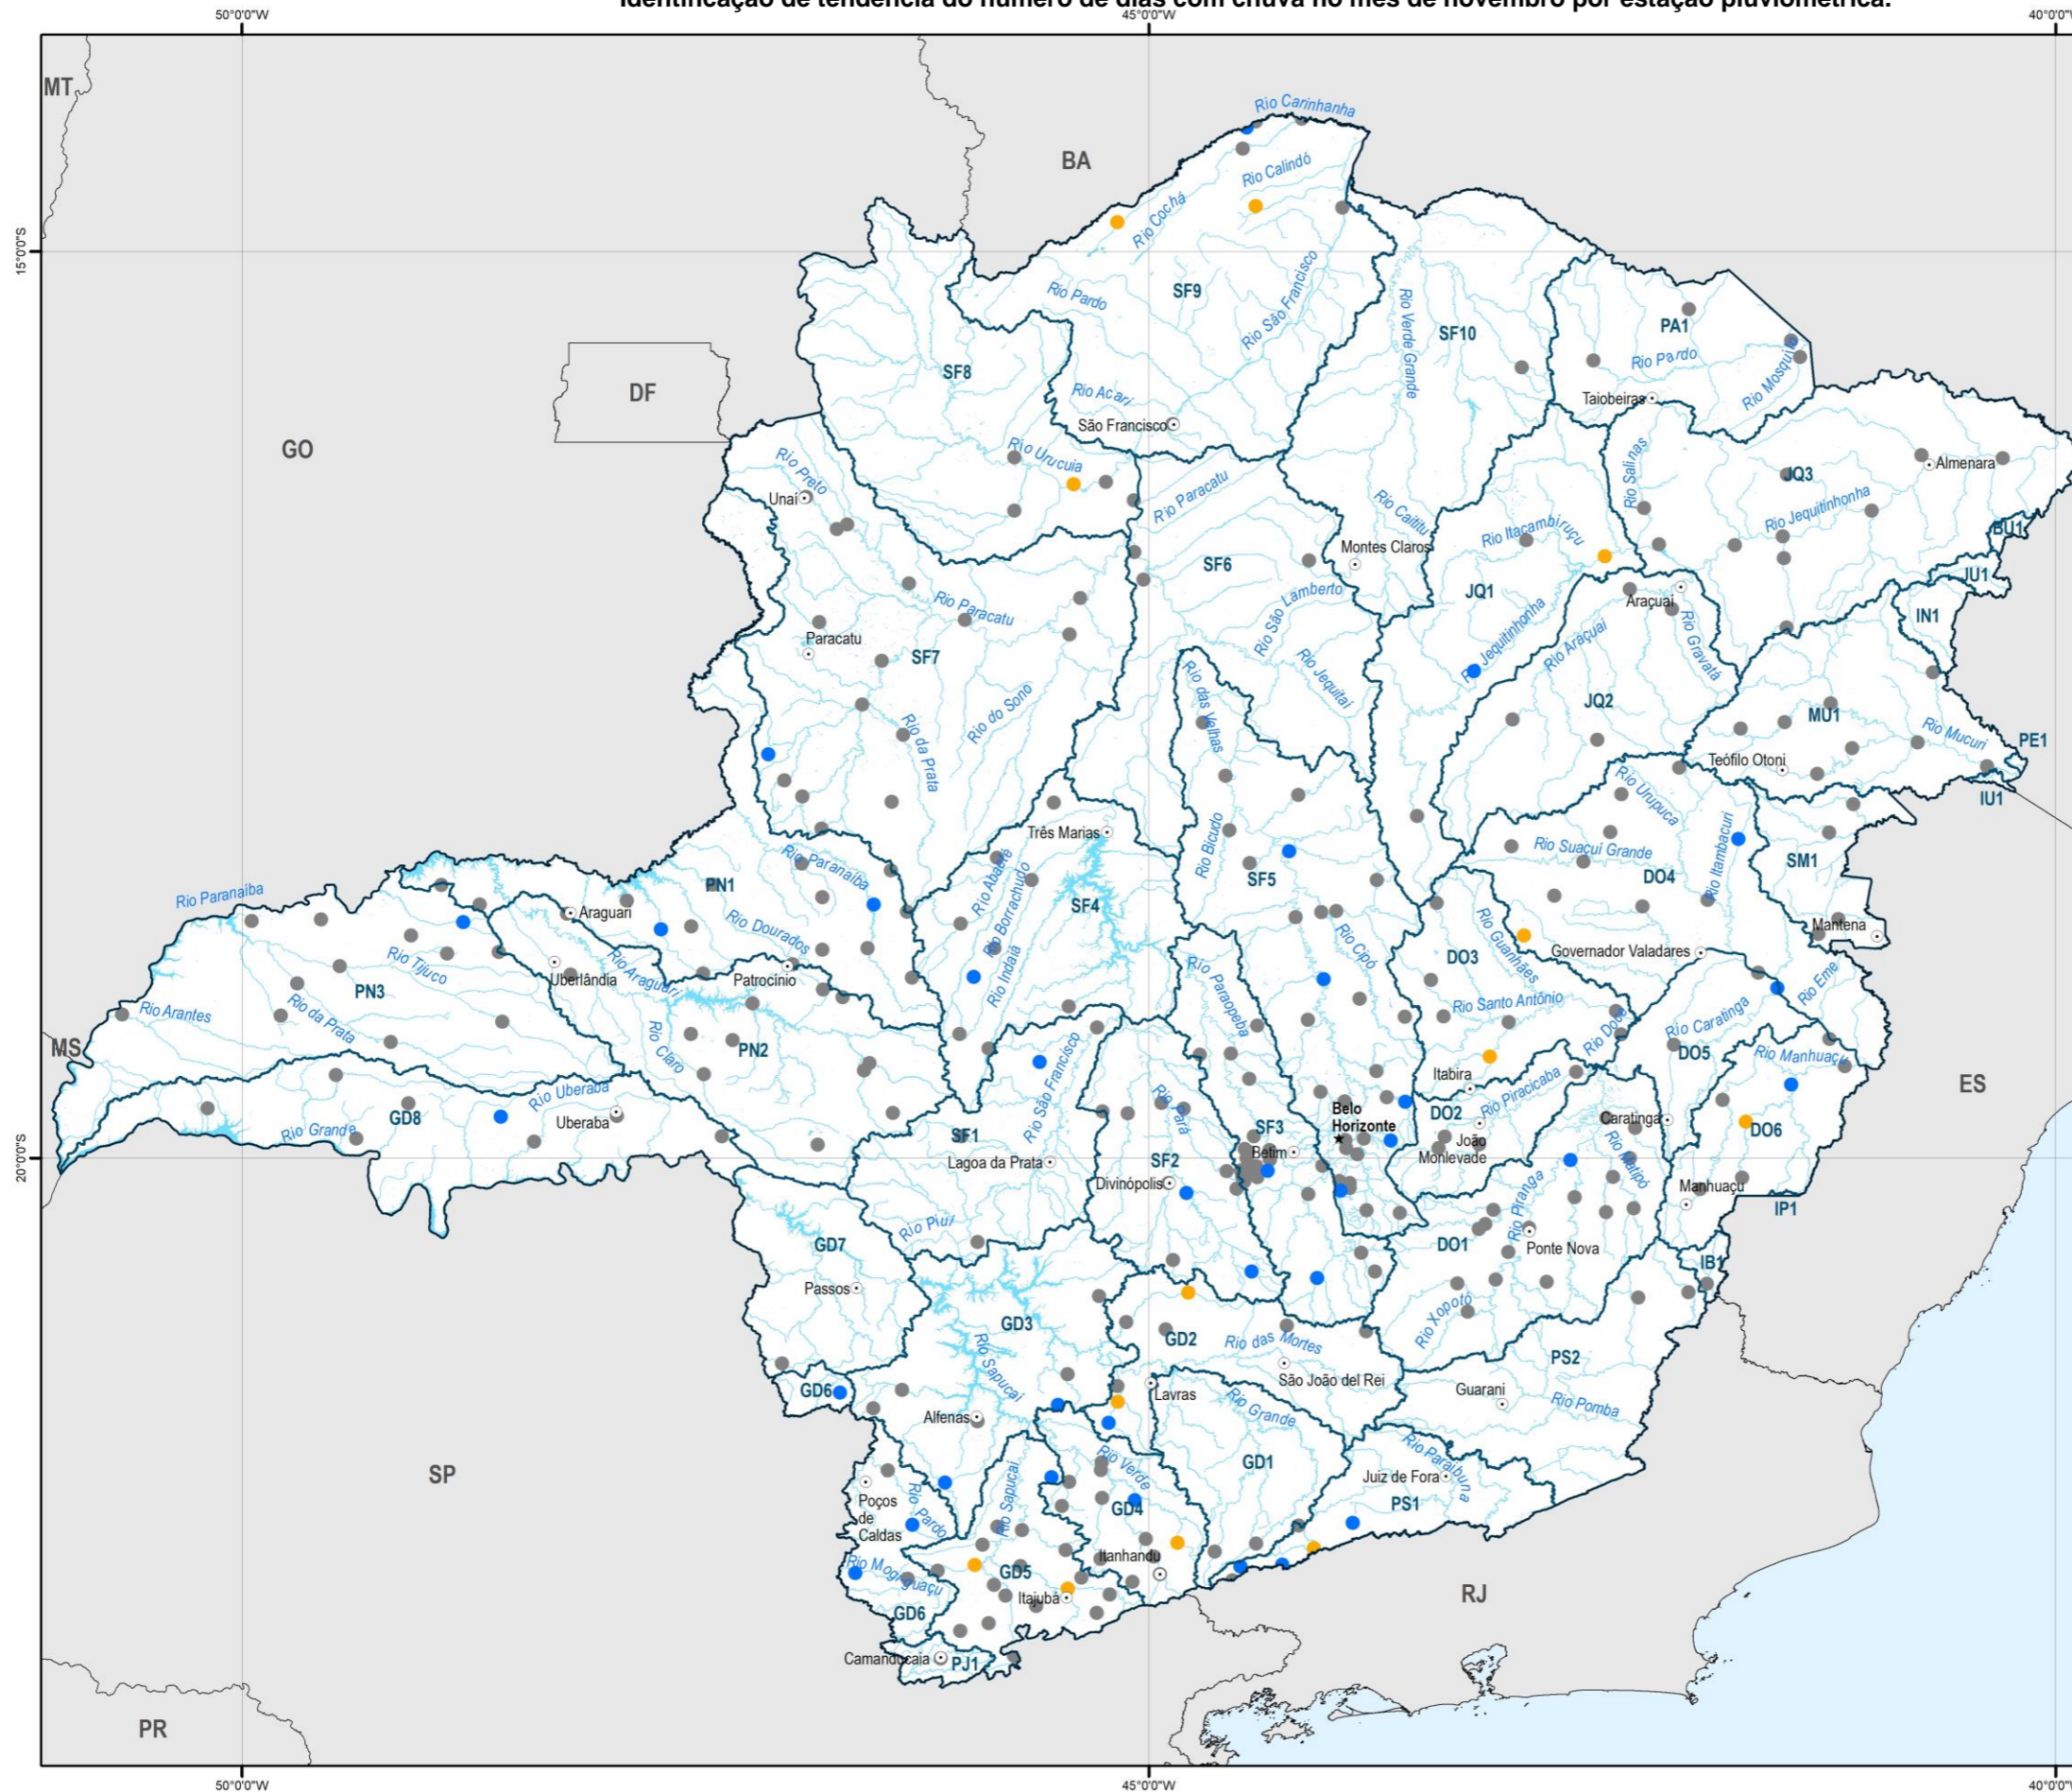 Identificação de tendência do número de dias com chuva no mês de novembro por estação pluviométrica.
50°0'0"W
45°0'0"W
40°0'0"W
MT
Rio Carinhanha
BA
Rio Calindó
Rio Cochá
15°0'0"S
Rio Pardo
SF9
Rio São Francisco
Rio Verde Grande
SF10
PA1
Rio Pardo
Rio Mosquito
SF8
DF
Rio Acari
Taiobeiras
São Francisco
GO
Rio Urucuia
Rio Preto
Unaí
Rio Paracatu
Rio Caititu
Rio Salinas
JQ3
Almenara
Rio Jequitinhonha
BU1
Rio Itacambiruçu
Montes Claros
SF6
JU1
Rio São Lamberto
JQ1
Araçuaí
IN1
Rio Paracatu
Paracatu
SF7
Rio Jequitinhonha
Rio Araçuaí
Rio Gravatá
Rio das Velhas
Rio Jequitaí
Rio do Sono
Rio da Prata
JQ2
MU1
Rio Mucuri
PE1
Teófilo Otoni
IU1
Rio Urupuca
Três Marias
Rio Bicudo
Rio Suaçuí Grande
Rio Itambacuri
SM1
Rio Paranaíba
PN1
Rio Abaeté
SF5
DO4
Rio Paranaíba
Araguari
Rio Dourados
Rio Borrachudo
SF4
Rio Cipó
Rio Guanhães
Mantena
Governador Valadares
DO3
Rio Tijuco
Uberlândia
Rio Araguari
Patrocínio
Rio Indaiá
Rio Paraopeba
Rio Eme
PN3
Rio Arantes
Rio da Prata
Rio Santo Antônio
Rio Doce
Rio Caratinga
MS
Rio Claro
PN2
Rio São Francisco
DO5
Rio Manhuaçu
Itabira
ES
GD8
Rio Uberaba
Uberaba
Rio Grande
Rio Pará
Belo
Horizonte
DO2
Rio Piracicaba
Caratinga
DO6
20°0'0"S
SF1
Lagoa da Prata
SF2
SF3
Betim
João
Monlevade
Rio Matipó
Divinópolis
Manhuaçu
IP1
Rio Piuí
GD7
Rio Piranga
DO1
Ponte Nova
IB1
Passos
GD3
Rio Xopotó
GD2
Rio das Mortes
Rio Sapucaí
PS2
GD6
São João del Rei
Guarani
Lavras
Rio Pomba
Alfenas
Rio Grande
SP
Rio Verde
GD1
Rio Paraibuna
Juiz de Fora
Poços
de
Caldas
Rio Pardo
Rio Sapucaí
GD4
PS1
Itanhandu
Rio Mogi-guaçu
GD5
Itajubá
RJ
GD6
Camanducaia
PJ1
PR
50°0'0"W
45°0'0"W
40°0'0"W